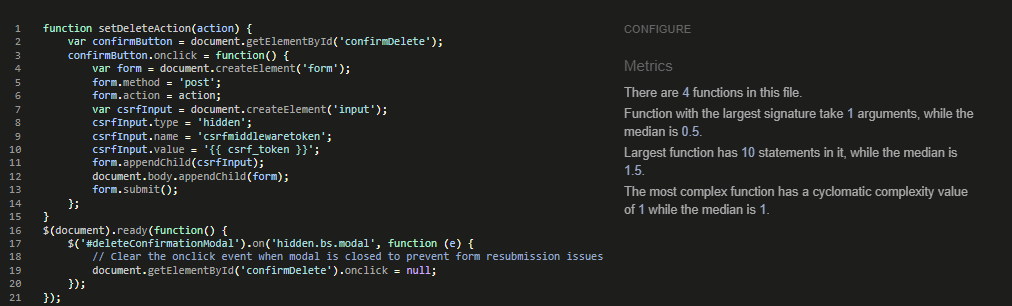 1 function setDeleteAction(action) {
2 var confirmButton = document.getElementById('confirmDelete');
3 confirmButton.onclick = function() {
4 var form = document.createElement('form');
5 form.method = 'post';
6 form.action = action;
7 var csrfInput = document.createElement('input');
8 csrfInput.type = 'hidden';
9 csrfInput.name = 'csrfmiddlewaretoken';
10 csrfInput.value = '{{ csrf_token }}';
11 form.appendChild(csrfInput);
12 document.body.appendChild(form);
13 form.submit();
14 };
15 }
16 $(document).ready(function() {
17 $('#deleteConfirmationModal').on('hidden.bs.modal', function (e) {
18 // Clear the onclick event when modal is closed to prevent form resubmission issues
19 document.getElementById('confirmDelete').onclick = null;
20 });
21 });
CONFIGURE
Metrics
There are 4 functions in this file.
Function with the largest signature take 1 arguments, while the
median is 0.5.
Largest function has 10 statements in it, while the median is
1.5.
The most complex function has a cyclomatic complexity value
of 1 while the median is 1.